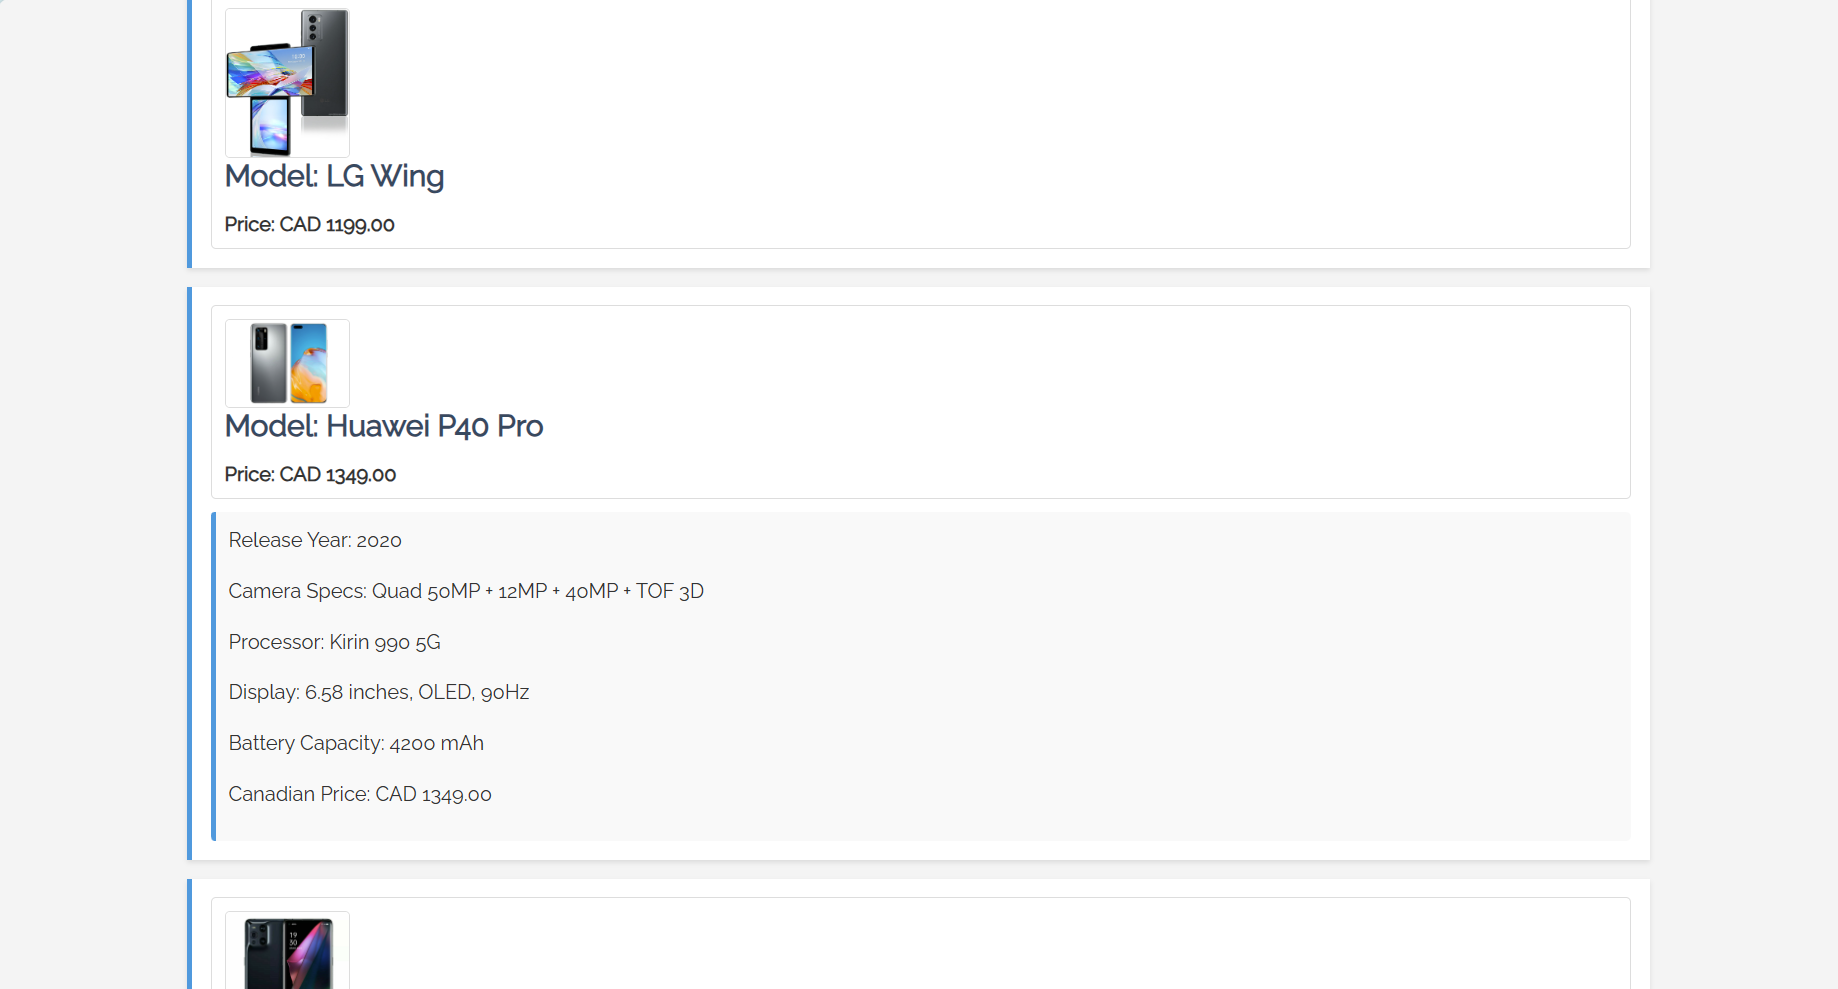 Model: LG Wing
Price: CAD 1199.00
Model: Huawei P40 Pro
Price: CAD 1349.00
Release Year: 2020
Camera Specs: Quad 50MP + 12MP + 40MP + TOF 3D
Processor: Kirin 990 5G
Display: 6.58 inches, OLED, 90Hz
Battery Capacity: 4200 mAh
Canadian Price: CAD 1349.00
19
30